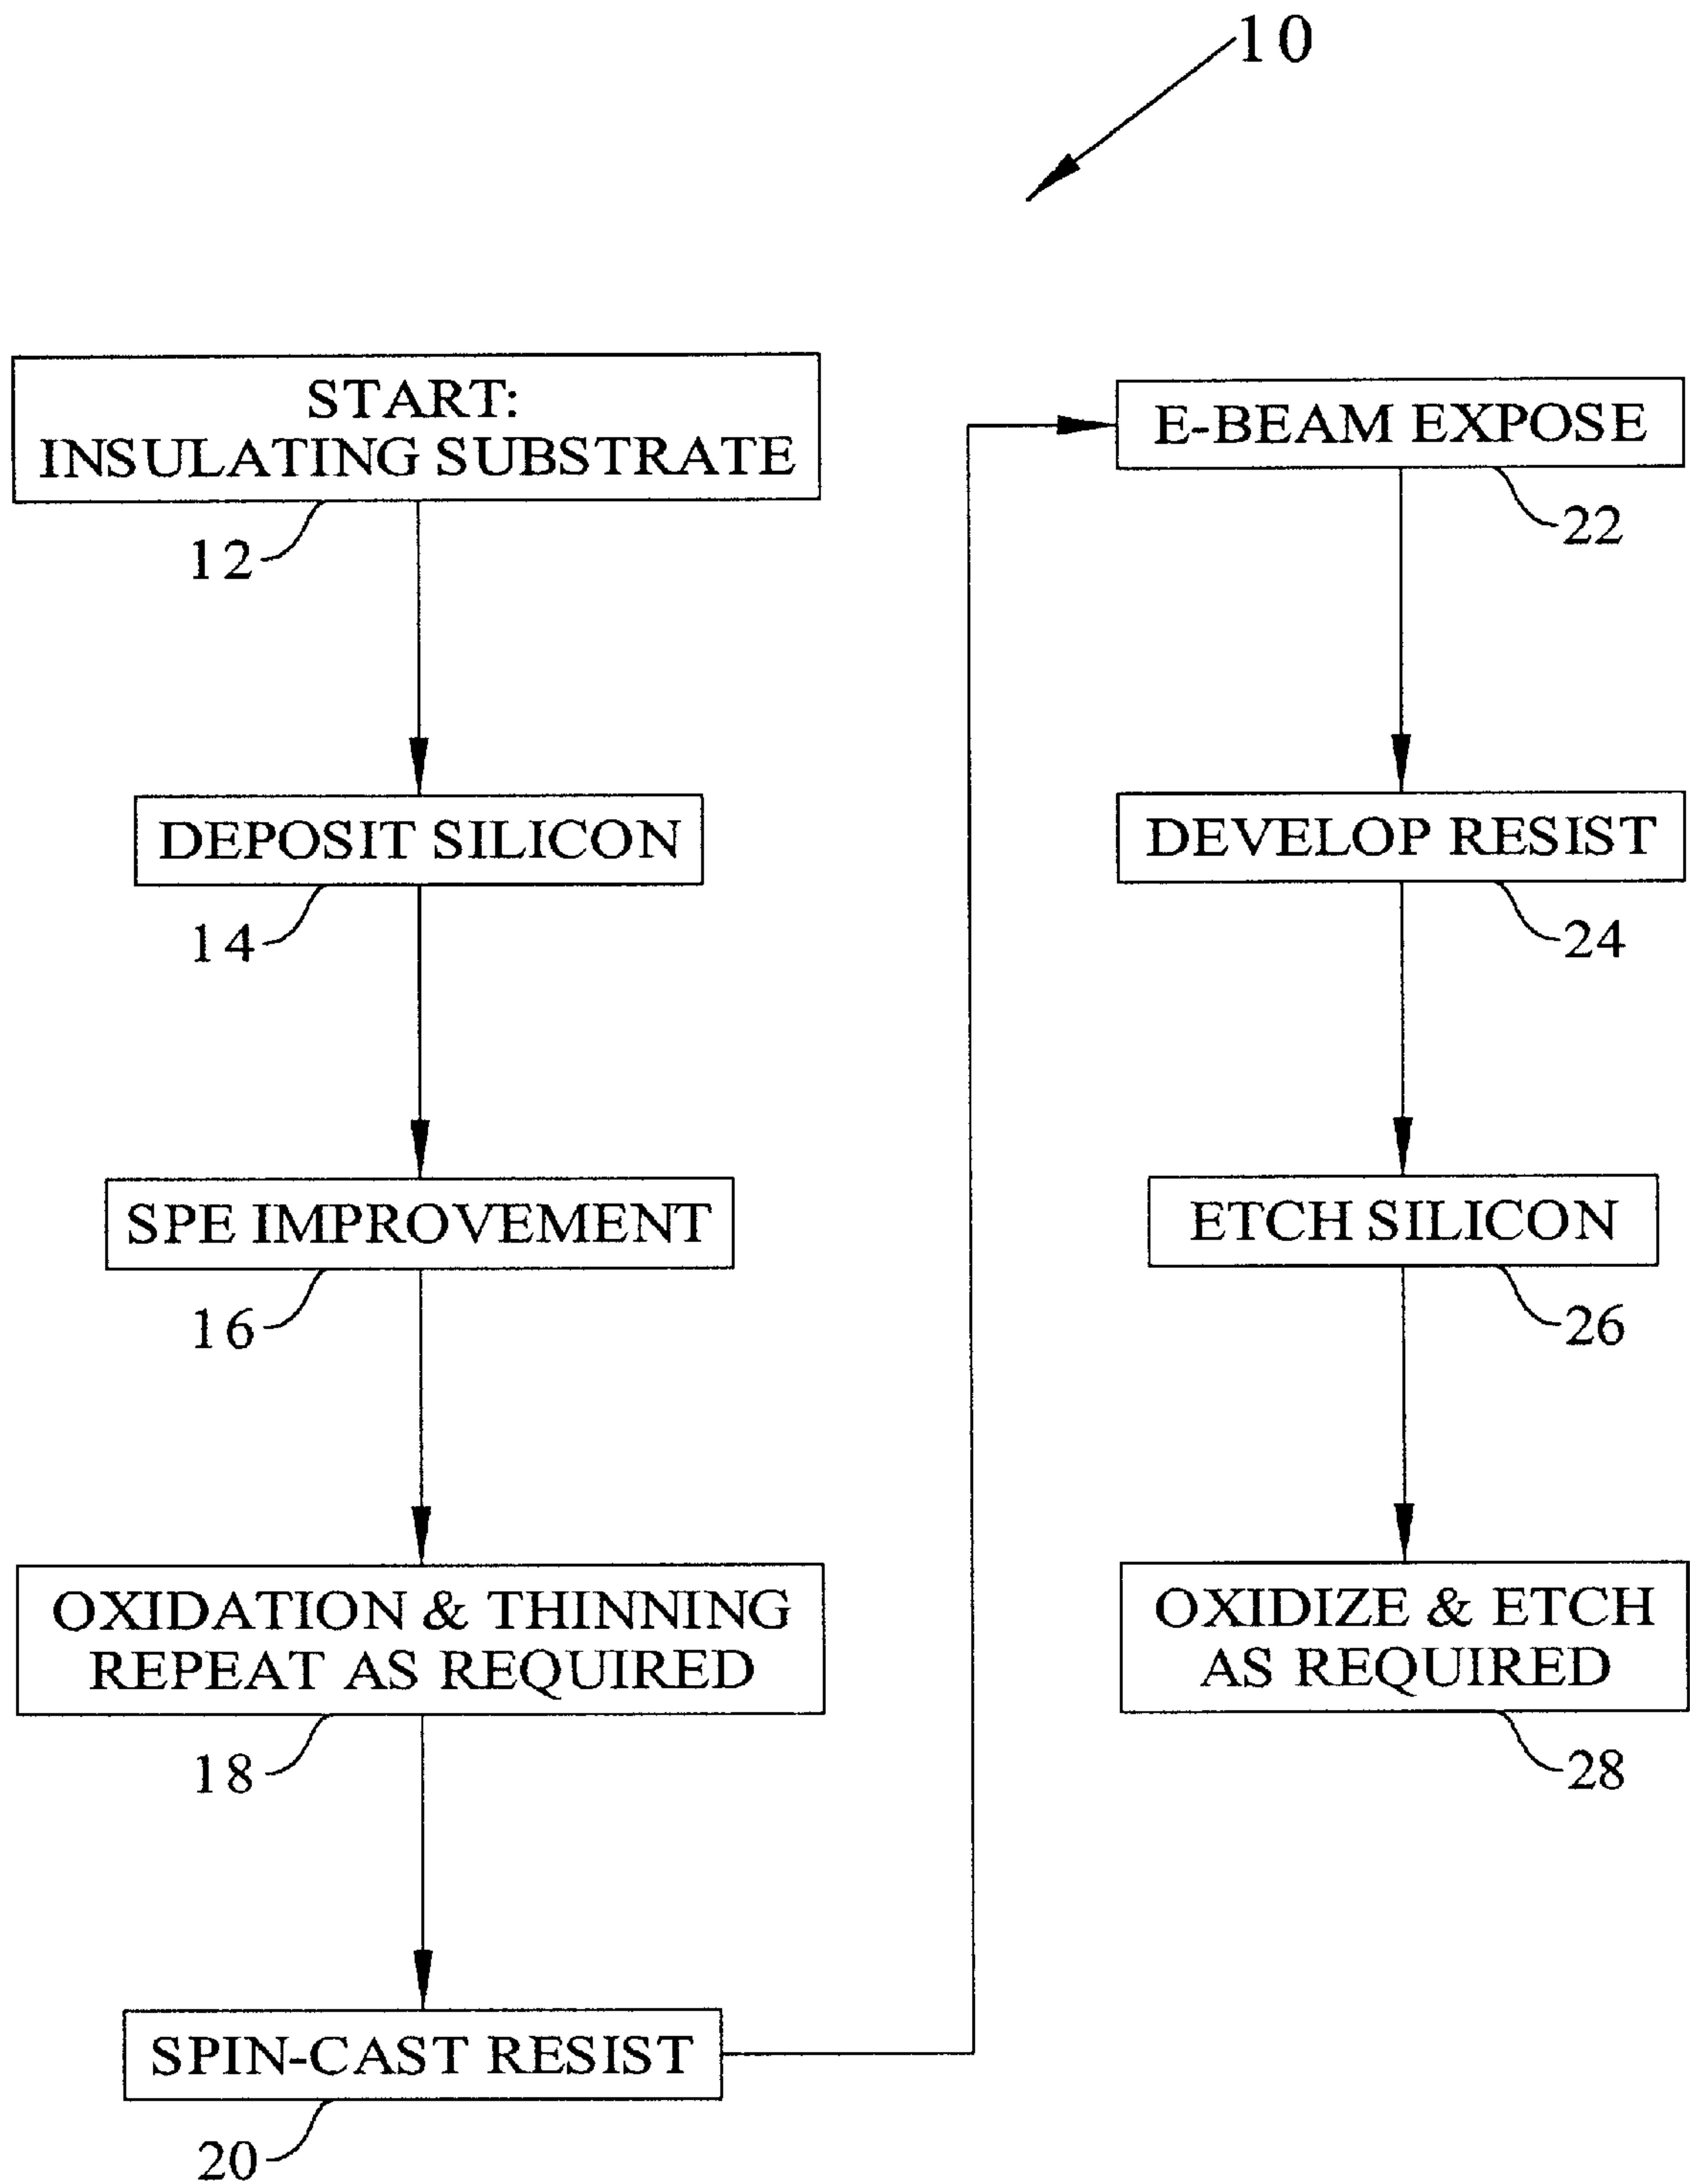 10
START:
INSULATING SUBSTRATE
12
DEPOSIT SILICON
14
SPE IMPROVEMENT
16
OXIDATION & THINNING
REPEAT AS REQUIRED
18
SPIN-CAST RESIST
20
E-BEAM EXPOSE
22
DEVELOP RESIST
24
ETCH SILICON
26
OXIDIZE & ETCH
AS REQUIRED
28